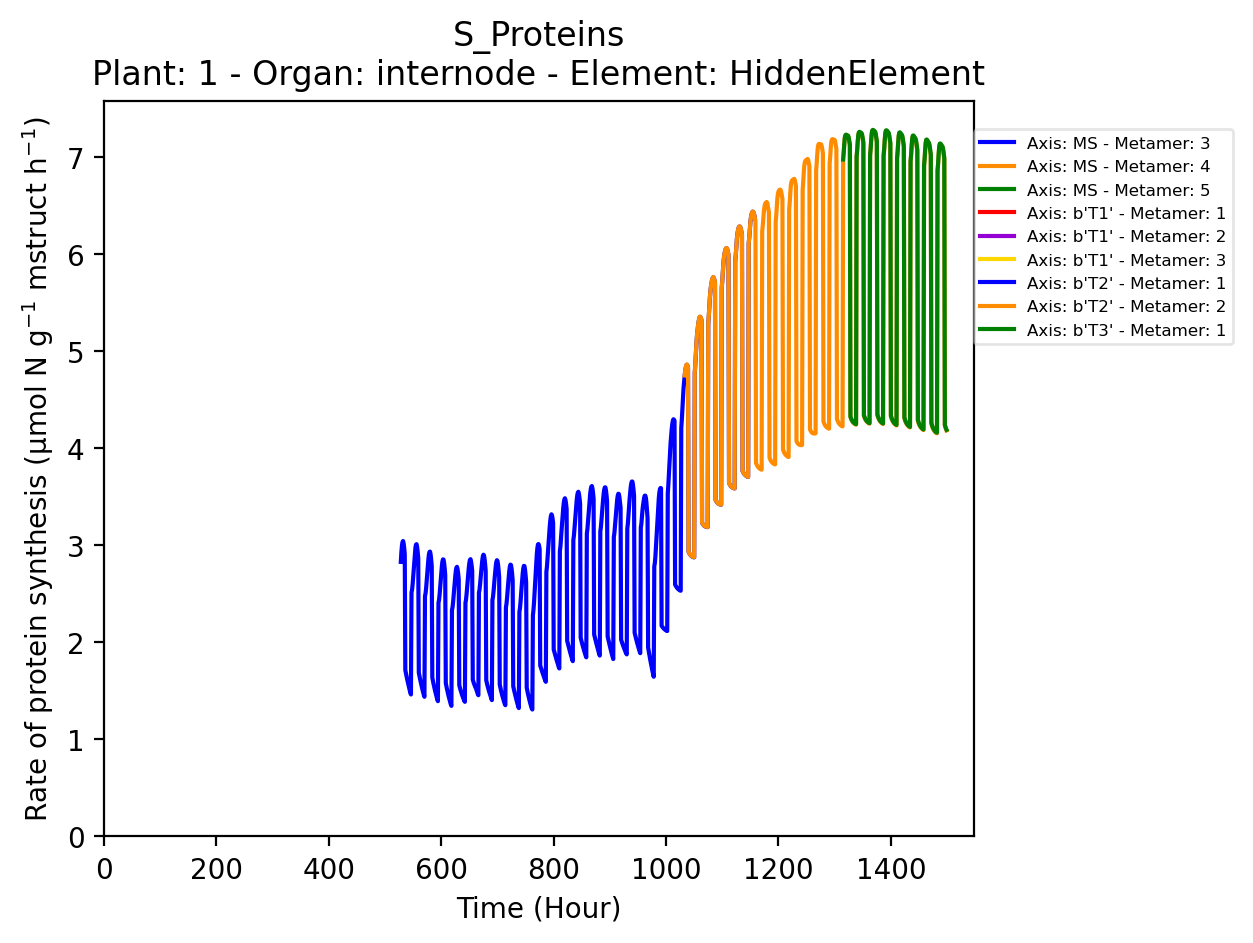 S_Proteins
Plant: 1 - Organ: internode - Element: HiddenElement
Rate of protein synthesis (µmol N g⁻¹ mstruct h⁻¹)
7
6
5
4
3
2
1
0
0 200 400 600 800 1000 1200 1400
Time (Hour)
Axis: MS - Metamer: 3
Axis: MS - Metamer: 4
Axis: MS - Metamer: 5
Axis: b'T1' - Metamer: 1
Axis: b'T1' - Metamer: 2
Axis: b'T1' - Metamer: 3
Axis: b'T2' - Metamer: 1
Axis: b'T2' - Metamer: 2
Axis: b'T3' - Metamer: 1